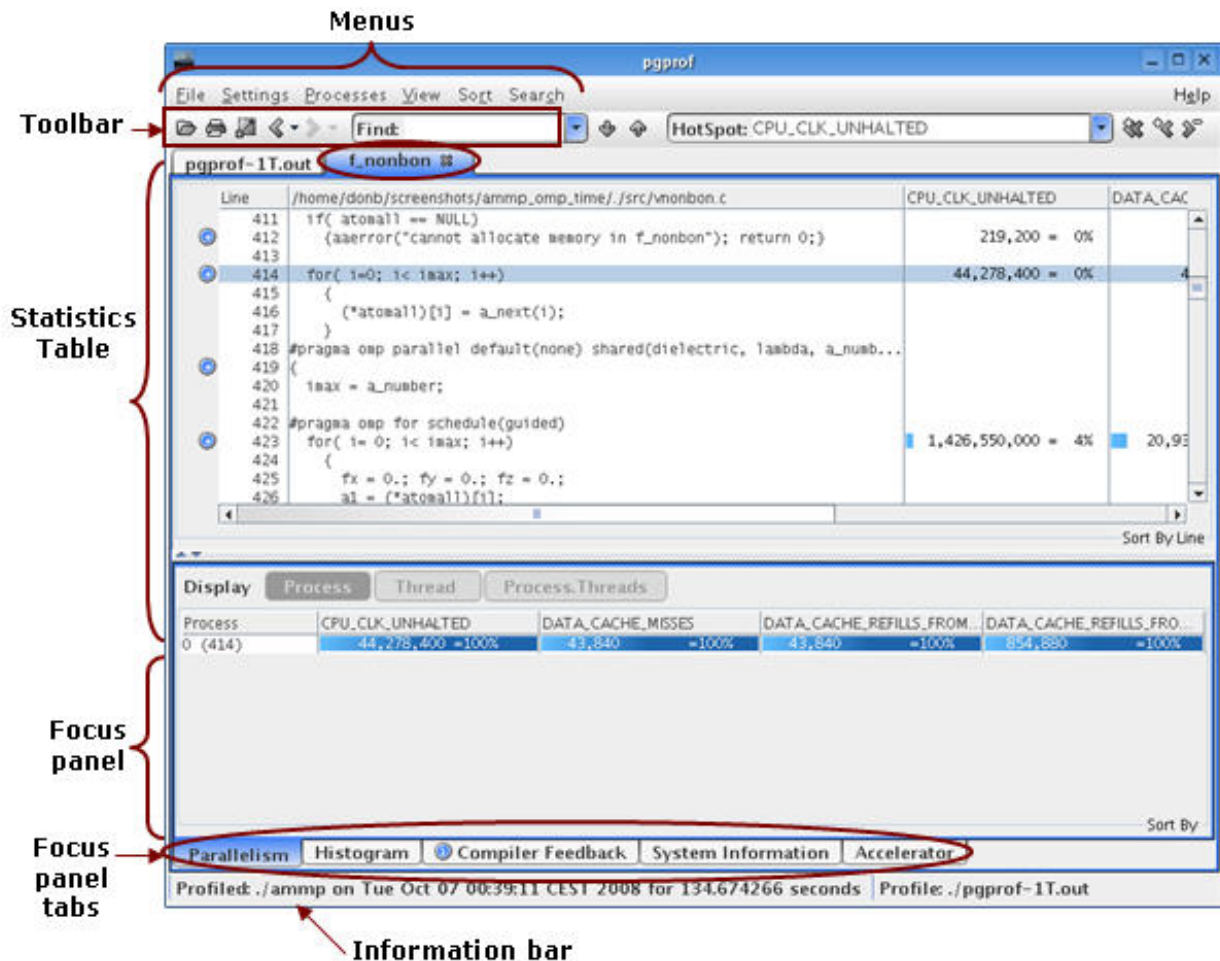 Menus
pgprof
File Settings Processes View Sort Search Help
Toolbar
Find:
HotSpot: CPU_CLK_UNHALTED
pgprof-1T.out f_nonbon
Line /home/donb/screenshots/ammp_omp_time/./src/vnonbon.c CPU_CLK_UNHALTED DATA_CAC
411 if( atomall == NULL)
412 {aaerror("cannot allocate memory in f_nonbon"); return 0;} 219,200 = 0%
413
414 for( i=0; i< imax; i++) 44,278,400 = 0% 4
415 {
416 (*atomall)[i] = a_next(i);
417 }
418 #pragma omp parallel default(none) shared(dielectric, lambda, a_numb...
419 {
420 imax = a_number;
421
422 #pragma omp for schedule(guided)
423 for( i= 0; i< imax; i++) 1,426,550,000 = 4% 20,93
424 {
425 fx = 0.; fy = 0.; fz = 0.;
426 a1 = (*atomall)[i];
Statistics
Table
Sort By Line
Display Process Thread Process.Threads
Process CPU_CLK_UNHALTED DATA_CACHE_MISSES DATA_CACHE_REFILLS_FROM... DATA_CACHE_REFILLS_FRO...
0 (414) 44,278,400 =100% 43,840 =100% 43,840 =100% 854,880 =100%
Focus
panel
Sort By
Focus
panel
tabs
Parallelism Histogram Compiler Feedback System Information Accelerator
Profiled: ./ammp on Tue Oct 07 00:39:11 CEST 2008 for 134.674266 seconds Profile: ./pgprof-1T.out
Information bar